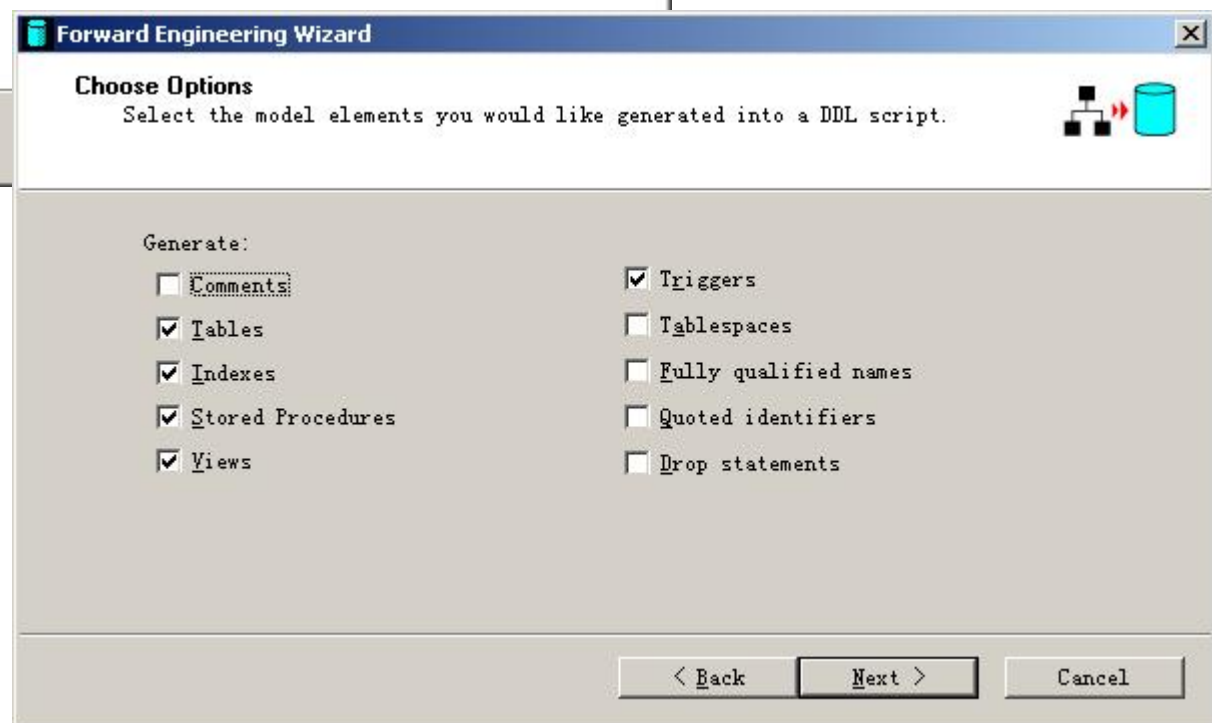 Forward Engineering Wizard
Choose Options
Select the model elements you would like generated into a DDL script.
Generate:
Comments
Tables
Indexes
Stored Procedures
Views
Triggers
Tablespaces
Fully qualified names
Quoted identifiers
Drop statements
< Back
Next >
Cancel